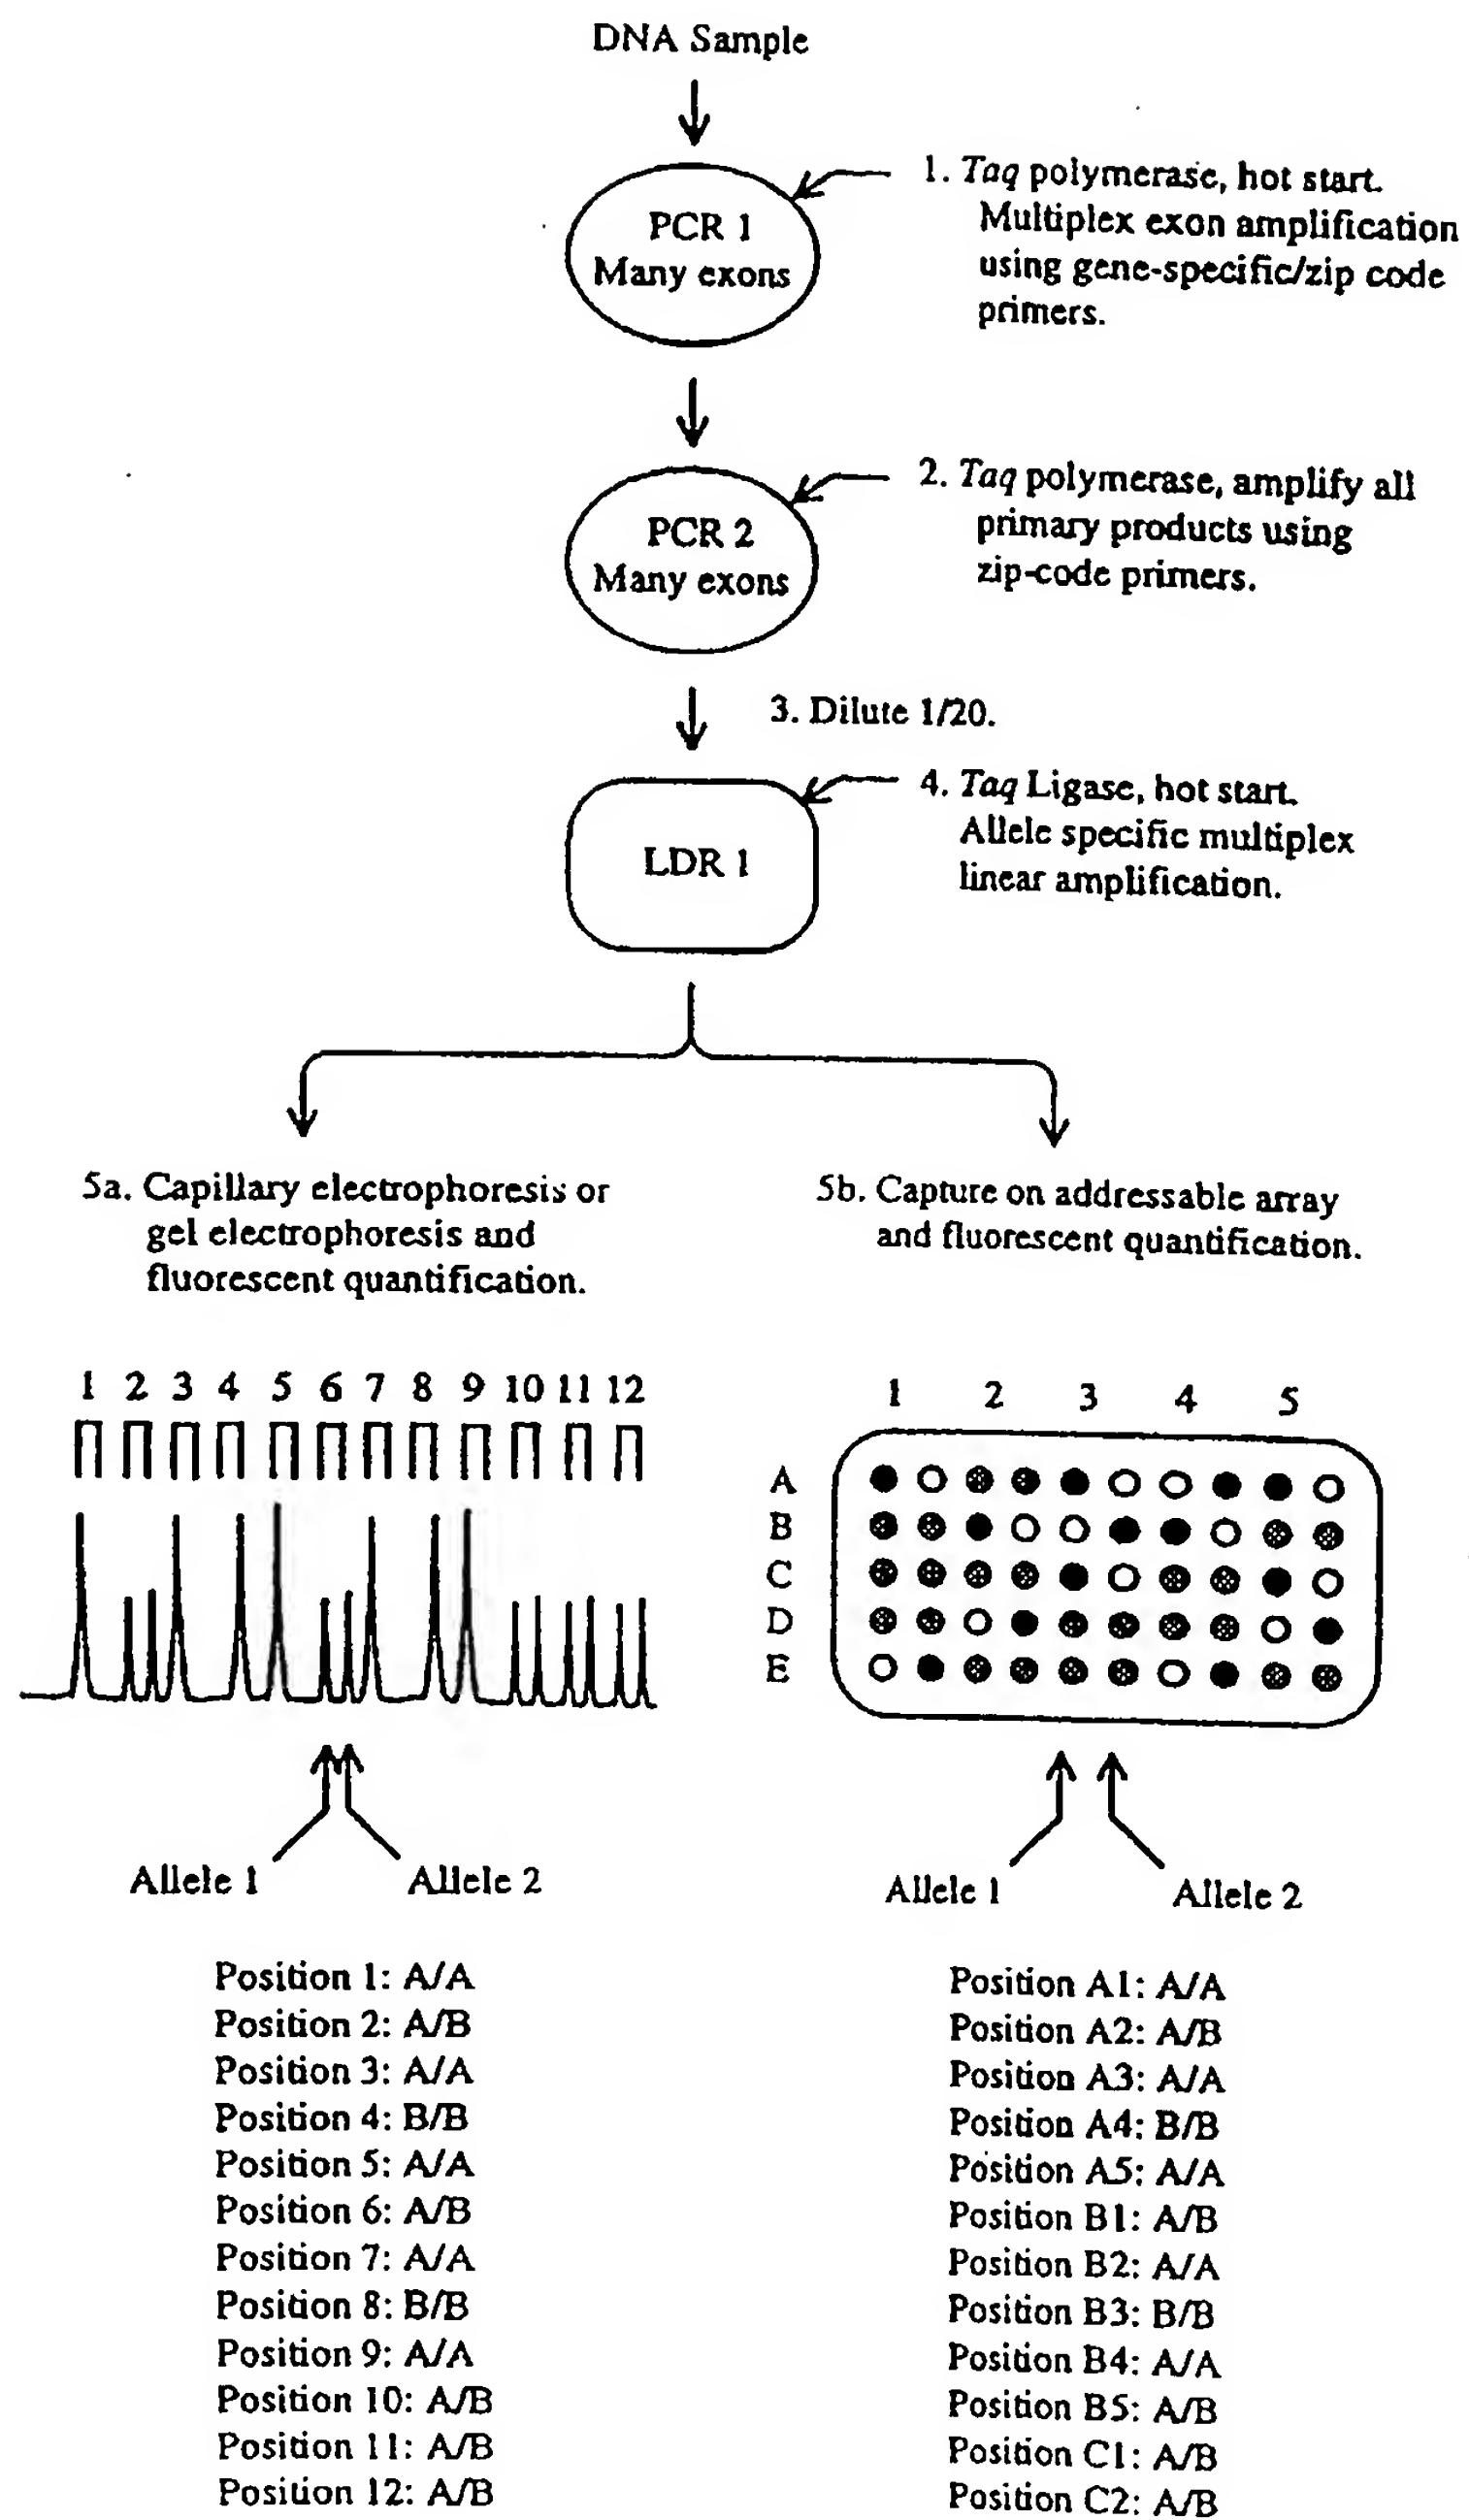 DNA Sample
PCR 1
Many exons
1. Taq polymerase, hot start.
Multiplex exon amplification
using gene-specific/zip code
primers.
PCR 2
Many exons
2. Taq polymerase, amplify all
primary products using
zip-code primers.
3. Dilute 1/20.
LDR 1
4. Taq Ligase, hot start.
Allele specific multiplex
linear amplification.
5a. Capillary electrophoresis or
gel electrophoresis and
fluorescent quantification.
5b. Capture on addressable array
and fluorescent quantification.
1 2 3 4 5 6 7 8 9 10 11 12
1 2 3 4 5
A
B
C
D
E
Allele 1 Allele 2
Allele 1 Allele 2
Position 1: A/A
Position 2: A/B
Position 3: A/A
Position 4: B/B
Position 5: A/A
Position 6: A/B
Position 7: A/A
Position 8: B/B
Position 9: A/A
Position 10: A/B
Position 11: A/B
Position 12: A/B
Position A1: A/A
Position A2: A/B
Position A3: A/A
Position A4: B/B
Position A5: A/A
Position B1: A/B
Position B2: A/A
Position B3: B/B
Position B4: A/A
Position B5: A/B
Position C1: A/B
Position C2: A/B